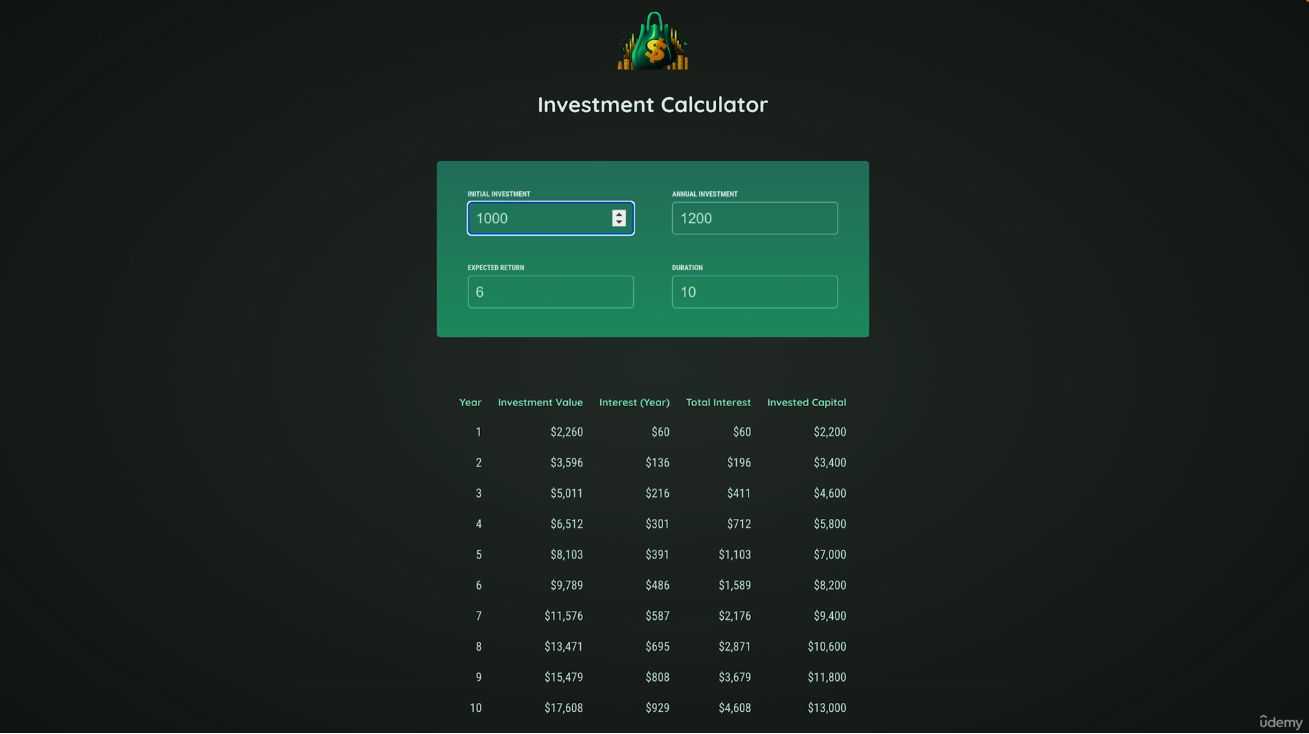 $
Investment Calculator
INITIAL INVESTMENT ANNUAL INVESTMENT
1000 1200
EXPECTED RETURN DURATION
6 10
Year Investment Value Interest (Year) Total Interest Invested Capital
1 $2,260 $60 $60 $2,200
2 $3,596 $136 $196 $3,400
3 $5,011 $216 $411 $4,600
4 $6,512 $301 $712 $5,800
5 $8,103 $391 $1,103 $7,000
6 $9,789 $486 $1,589 $8,200
7 $11,576 $587 $2,176 $9,400
8 $13,471 $695 $2,871 $10,600
9 $15,479 $808 $3,679 $11,800
10 $17,608 $929 $4,608 $13,000
ûdemy